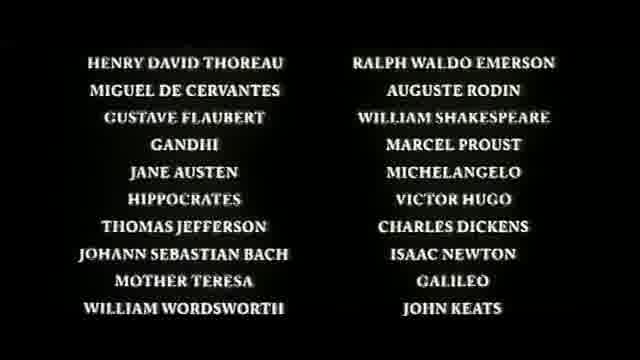 HENRY DAVID THOREAU
MIGUEL DE CERVANTES
GUSTAVE FLAUBERT
GANDHI
JANE AUSTEN
HIPPOCRATES
THOMAS JEFFERSON
JOHANN SEBASTIAN BACH
MOTHER TERESA
WILLIAM WORDSWORTH
RALPH WALDO EMERSON
AUGUSTE RODIN
WILLIAM SHAKESPEARE
MARCEL PROUST
MICHELANGELO
VICTOR HUGO
CHARLES DICKENS
ISAAC NEWTON
GALILEO
JOHN KEATS